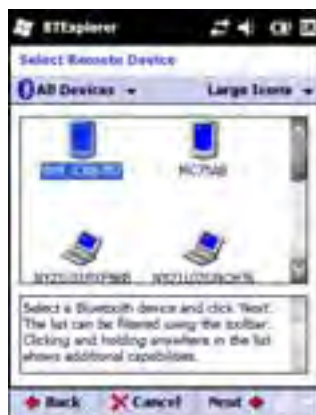 BTExplorer
Select Remote Device
All Devices Large Icons
MC75AB
Select a Bluetooth device and click 'Next'.
The list can be filtered using the toolbar.
Clicking and holding anywhere in the list
shows additional capabilities.
Back Cancel Next